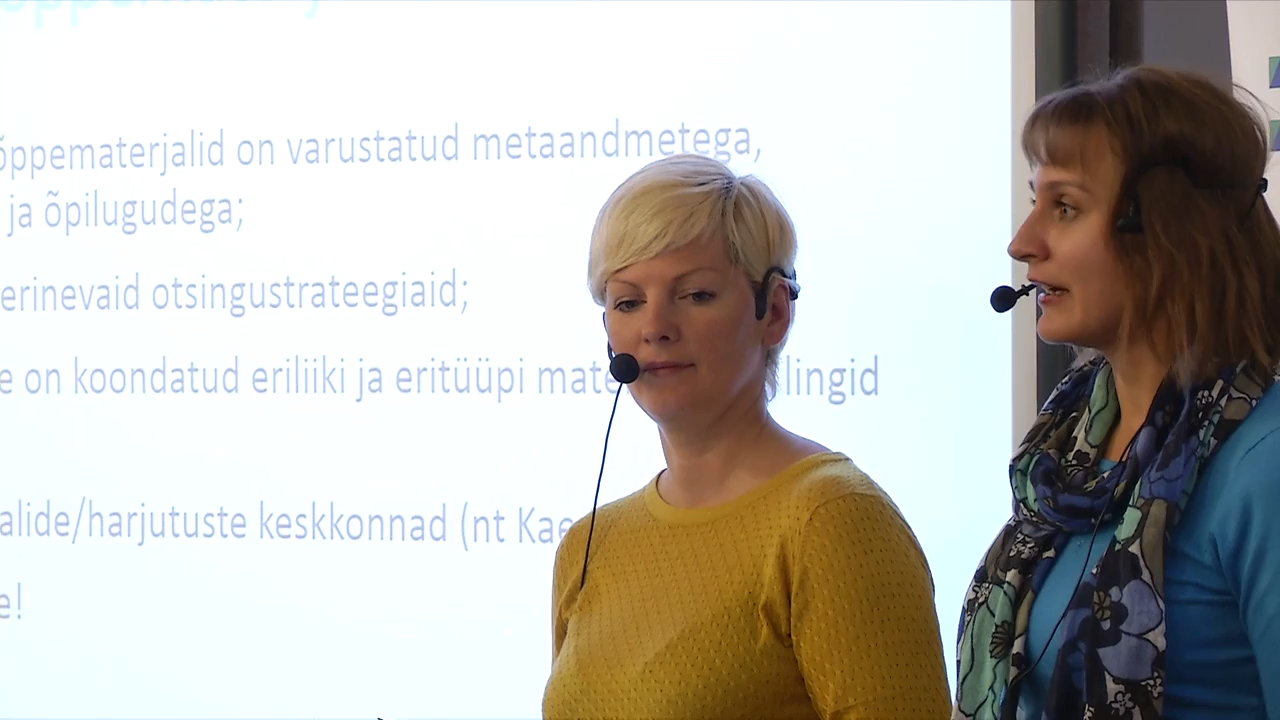 õppematerjalid on varustatud metaandmetega,
ja õpilugudega;
erinevaid otsingustrateegiaid;
e on koondatud eriliiki ja eritüüpi mate lingid
alide/harjutuste keskkonnad (nt Kae
e!